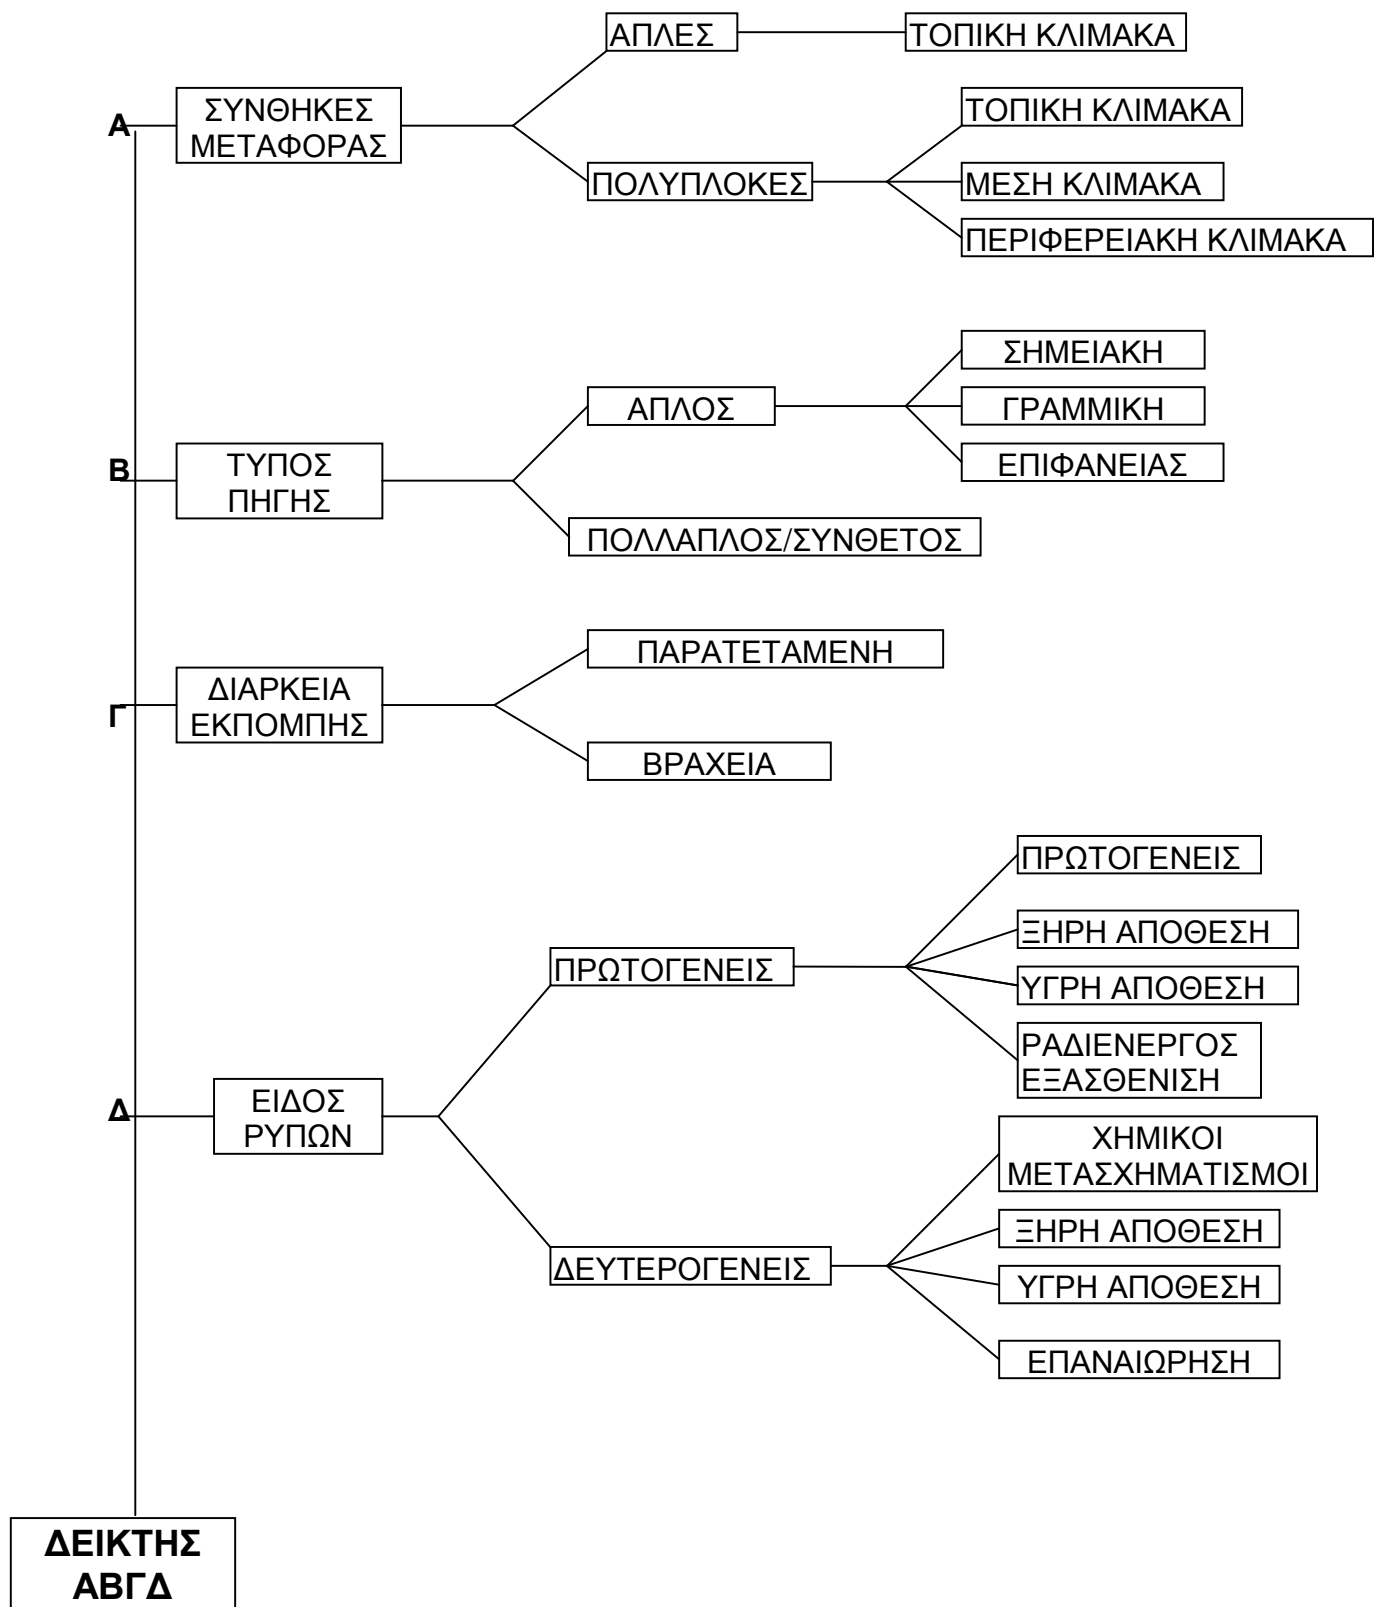 ΑΠΛΕΣ
ΤΟΠΙΚΗ ΚΛΙΜΑΚΑ
Α
ΣΥΝΘΗΚΕΣ
ΜΕΤΑΦΟΡΑΣ
ΤΟΠΙΚΗ ΚΛΙΜΑΚΑ
ΠΟΛΥΠΛΟΚΕΣ
ΜΕΣΗ ΚΛΙΜΑΚΑ
ΠΕΡΙΦΕΡΕΙΑΚΗ ΚΛΙΜΑΚΑ
Β
ΤΥΠΟΣ
ΠΗΓΗΣ
ΑΠΛΟΣ
ΣΗΜΕΙΑΚΗ
ΓΡΑΜΜΙΚΗ
ΕΠΙΦΑΝΕΙΑΣ
ΠΟΛΛΑΠΛΟΣ/ΣΥΝΘΕΤΟΣ
Γ
ΔΙΑΡΚΕΙΑ
ΕΚΠΟΜΠΗΣ
ΠΑΡΑΤΕΤΑΜΕΝΗ
ΒΡΑΧΕΙΑ
Δ
ΕΙΔΟΣ
ΡΥΠΩΝ
ΠΡΩΤΟΓΕΝΕΙΣ
ΠΡΩΤΟΓΕΝΕΙΣ
ΞΗΡΗ ΑΠΟΘΕΣΗ
ΥΓΡΗ ΑΠΟΘΕΣΗ
ΡΑΔΙΕΝΕΡΓΟΣ
ΕΞΑΣΘΕΝΙΣΗ
ΔΕΥΤΕΡΟΓΕΝΕΙΣ
ΧΗΜΙΚΟΙ
ΜΕΤΑΣΧΗΜΑΤΙΣΜΟΙ
ΞΗΡΗ ΑΠΟΘΕΣΗ
ΥΓΡΗ ΑΠΟΘΕΣΗ
ΕΠΑΝΑΙΩΡΗΣΗ
ΔΕΙΚΤΗΣ
ΑΒΓΔ